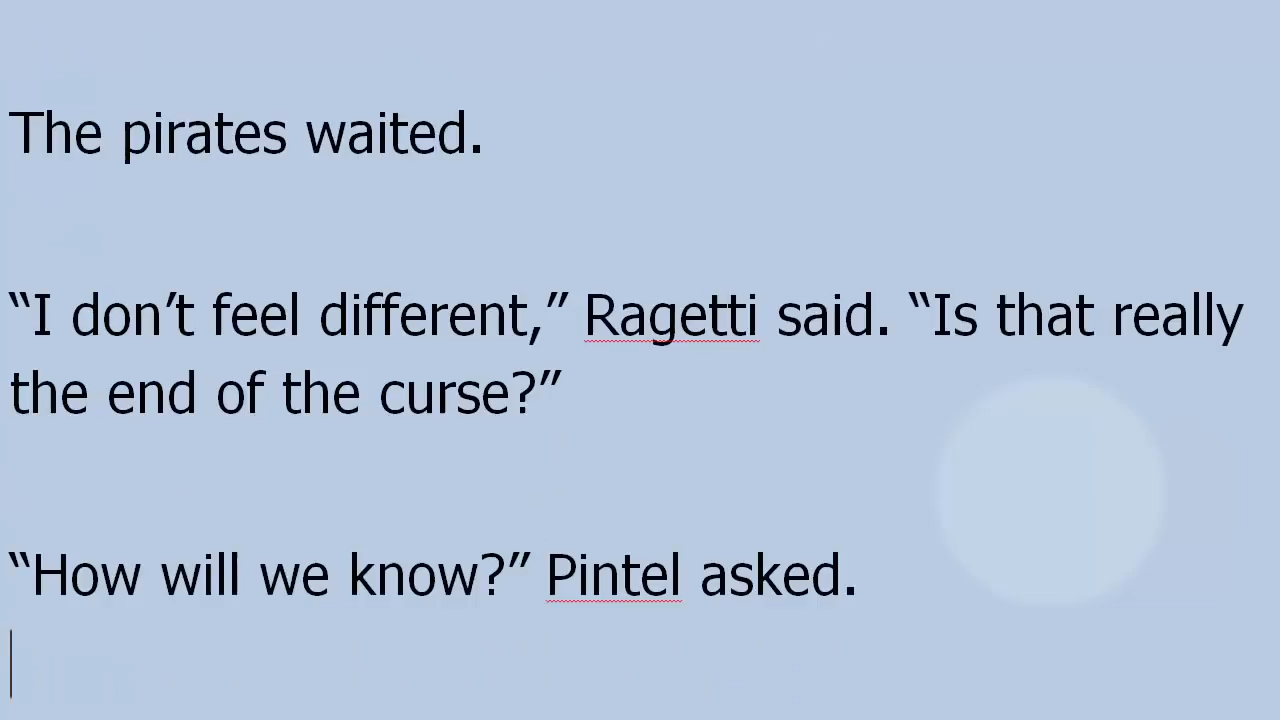 The pirates waited.
“I don’t feel different,” Ragetti said. “Is that really
the end of the curse?”
“How will we know?” Pintel asked.